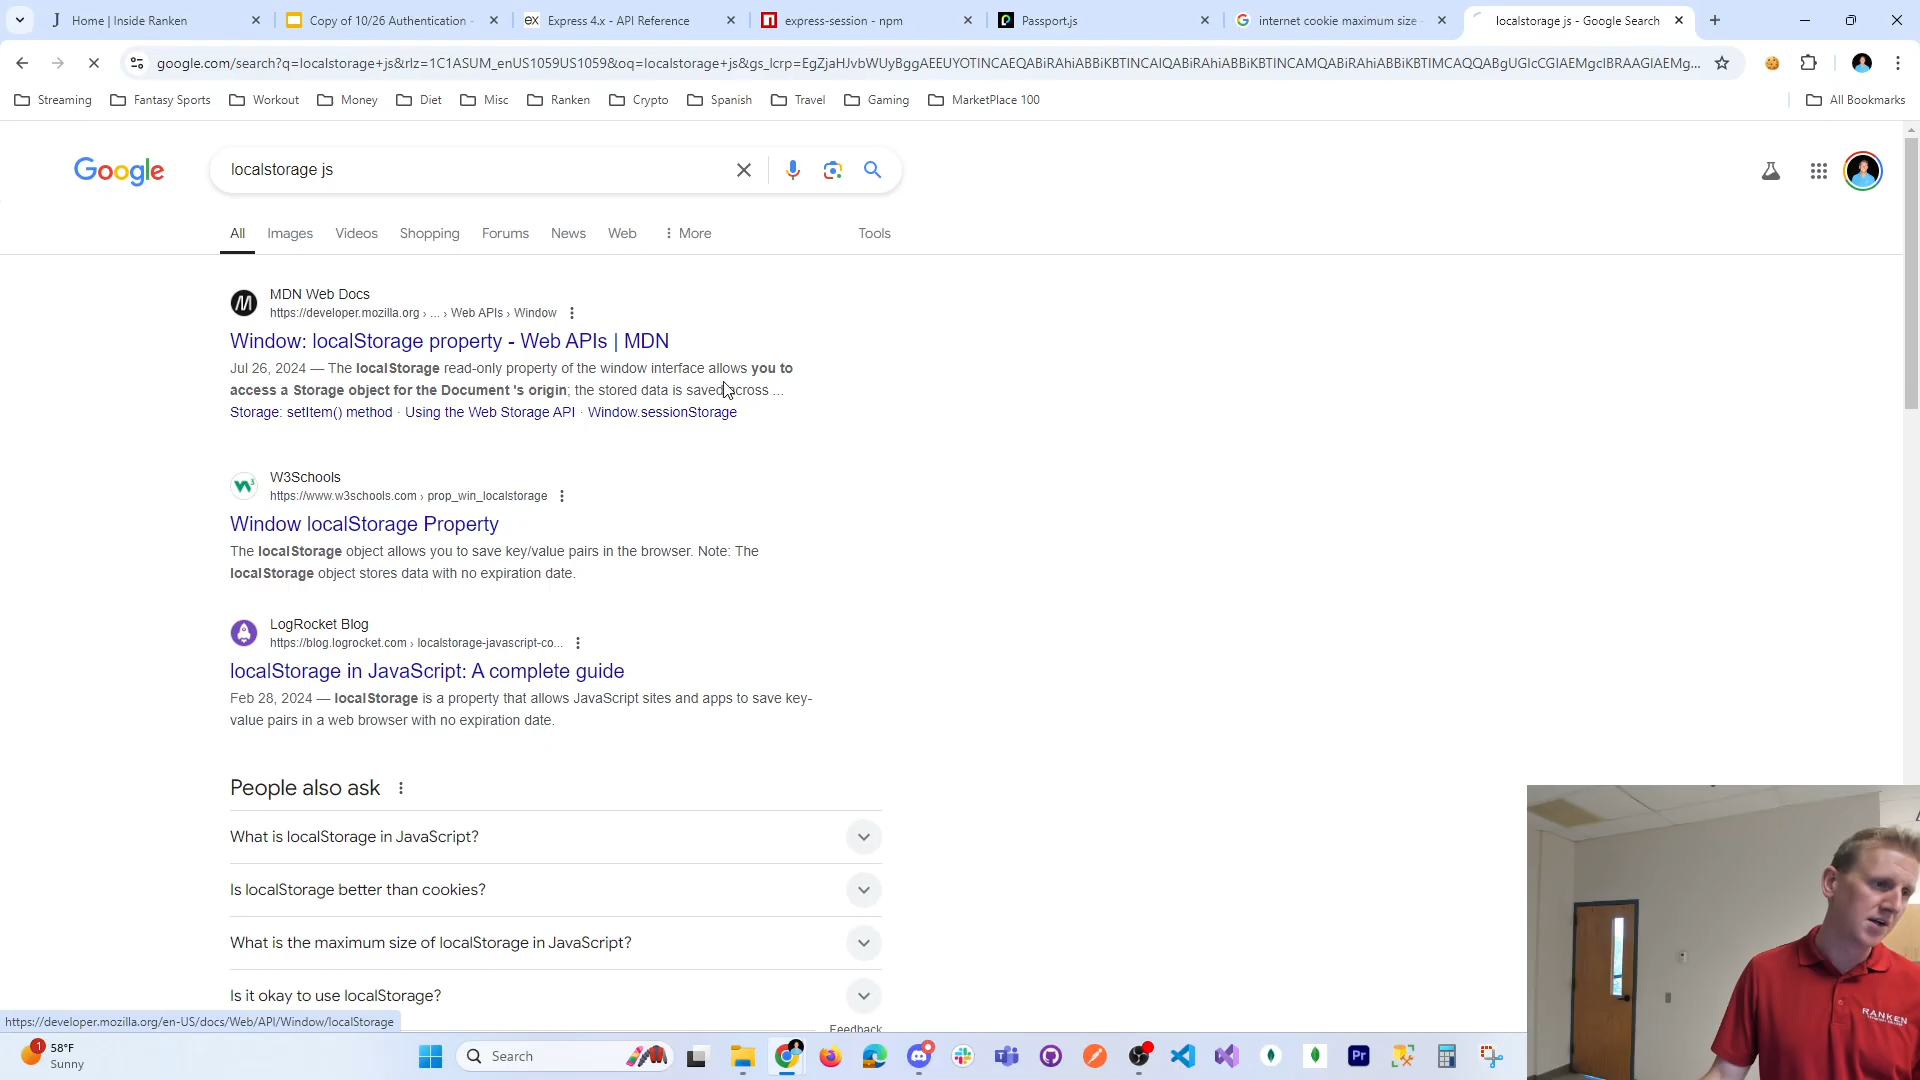 Home | Inside Ranken
Copy of 10/26 Authentication -
Express 4.x - API Reference
express-session - npm
Passport.js
internet cookie maximum size -
localstorage js - Google Search
google.com/search?q=localstorage+js&rlz=1C1ASUM_enUS1059US1059&oq=localstorage+js&gs_lcrp=EgZjaHJvbWUyBggAEEUYOTINCAEQABiRAhiABBiKBTINCAIQABiRAhiABBiKBTINCAMQABiRAhiABBiKBTIMCAQQABgUGIcCGIAEMgcIBRAAGIAEMg...
Streaming
Fantasy Sports
Workout
Money
Diet
Misc
Ranken
Crypto
Spanish
Travel
Gaming
MarketPlace 100
All Bookmarks
Google
localstorage js
All
Images
Videos
Shopping
Forums
News
Web
More
Tools
MDN Web Docs
https://developer.mozilla.org › ... › Web APIs › Window
Window: localStorage property - Web APIs | MDN
Jul 26, 2024 — The localStorage read-only property of the window interface allows you to
access a Storage object for the Document 's origin; the stored data is saved across ...
Storage: setItem() method · Using the Web Storage API · Window.sessionStorage
W3Schools
https://www.w3schools.com › prop_win_localstorage
Window localStorage Property
The localStorage object allows you to save key/value pairs in the browser. Note: The
localStorage object stores data with no expiration date.
LogRocket Blog
https://blog.logrocket.com › localstorage-javascript-co...
localStorage in JavaScript: A complete guide
Feb 28, 2024 — localStorage is a property that allows JavaScript sites and apps to save key-
value pairs in a web browser with no expiration date.
People also ask
What is localStorage in JavaScript?
Is localStorage better than cookies?
What is the maximum size of localStorage in JavaScript?
Is it okay to use localStorage?
Feedback
https://developer.mozilla.org/en-US/docs/Web/API/Window/localStorage
RANKEN
1
58°F
Sunny
Search
Pr